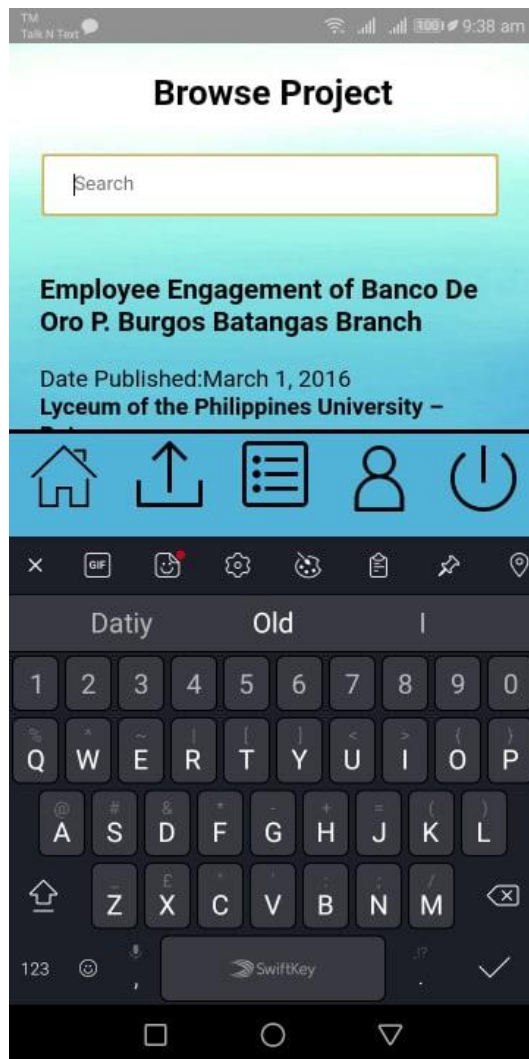 TM
Talk N Text
100
9:38 am
Browse Project
Search
Employee Engagement of Banco De
Oro P. Burgos Batangas Branch
Date Published:March 1, 2016
Lyceum of the Philippines University –
GIF
Datiy Old I
1 2 3 4 5 6 7 8 9 0
% ^ ~ | [ ] < > { }
Q W E R T Y U I O P
@ # & * - + = ( )
A S D F G H J K L
_ £ " ' : ; /
Z X C V B N M
123 , SwiftKey .
,!?